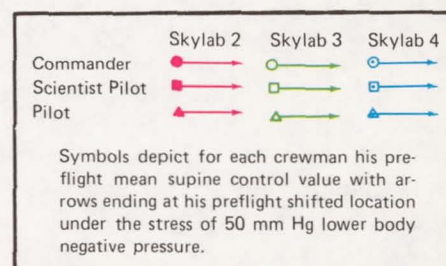 Skylab 2 Skylab 3 Skylab 4
Commander
Scientist Pilot
Pilot
Symbols depict for each crewman his pre-
flight mean supine control value with ar-
rows ending at his preflight shifted location
under the stress of 50 mm Hg lower body
negative pressure.